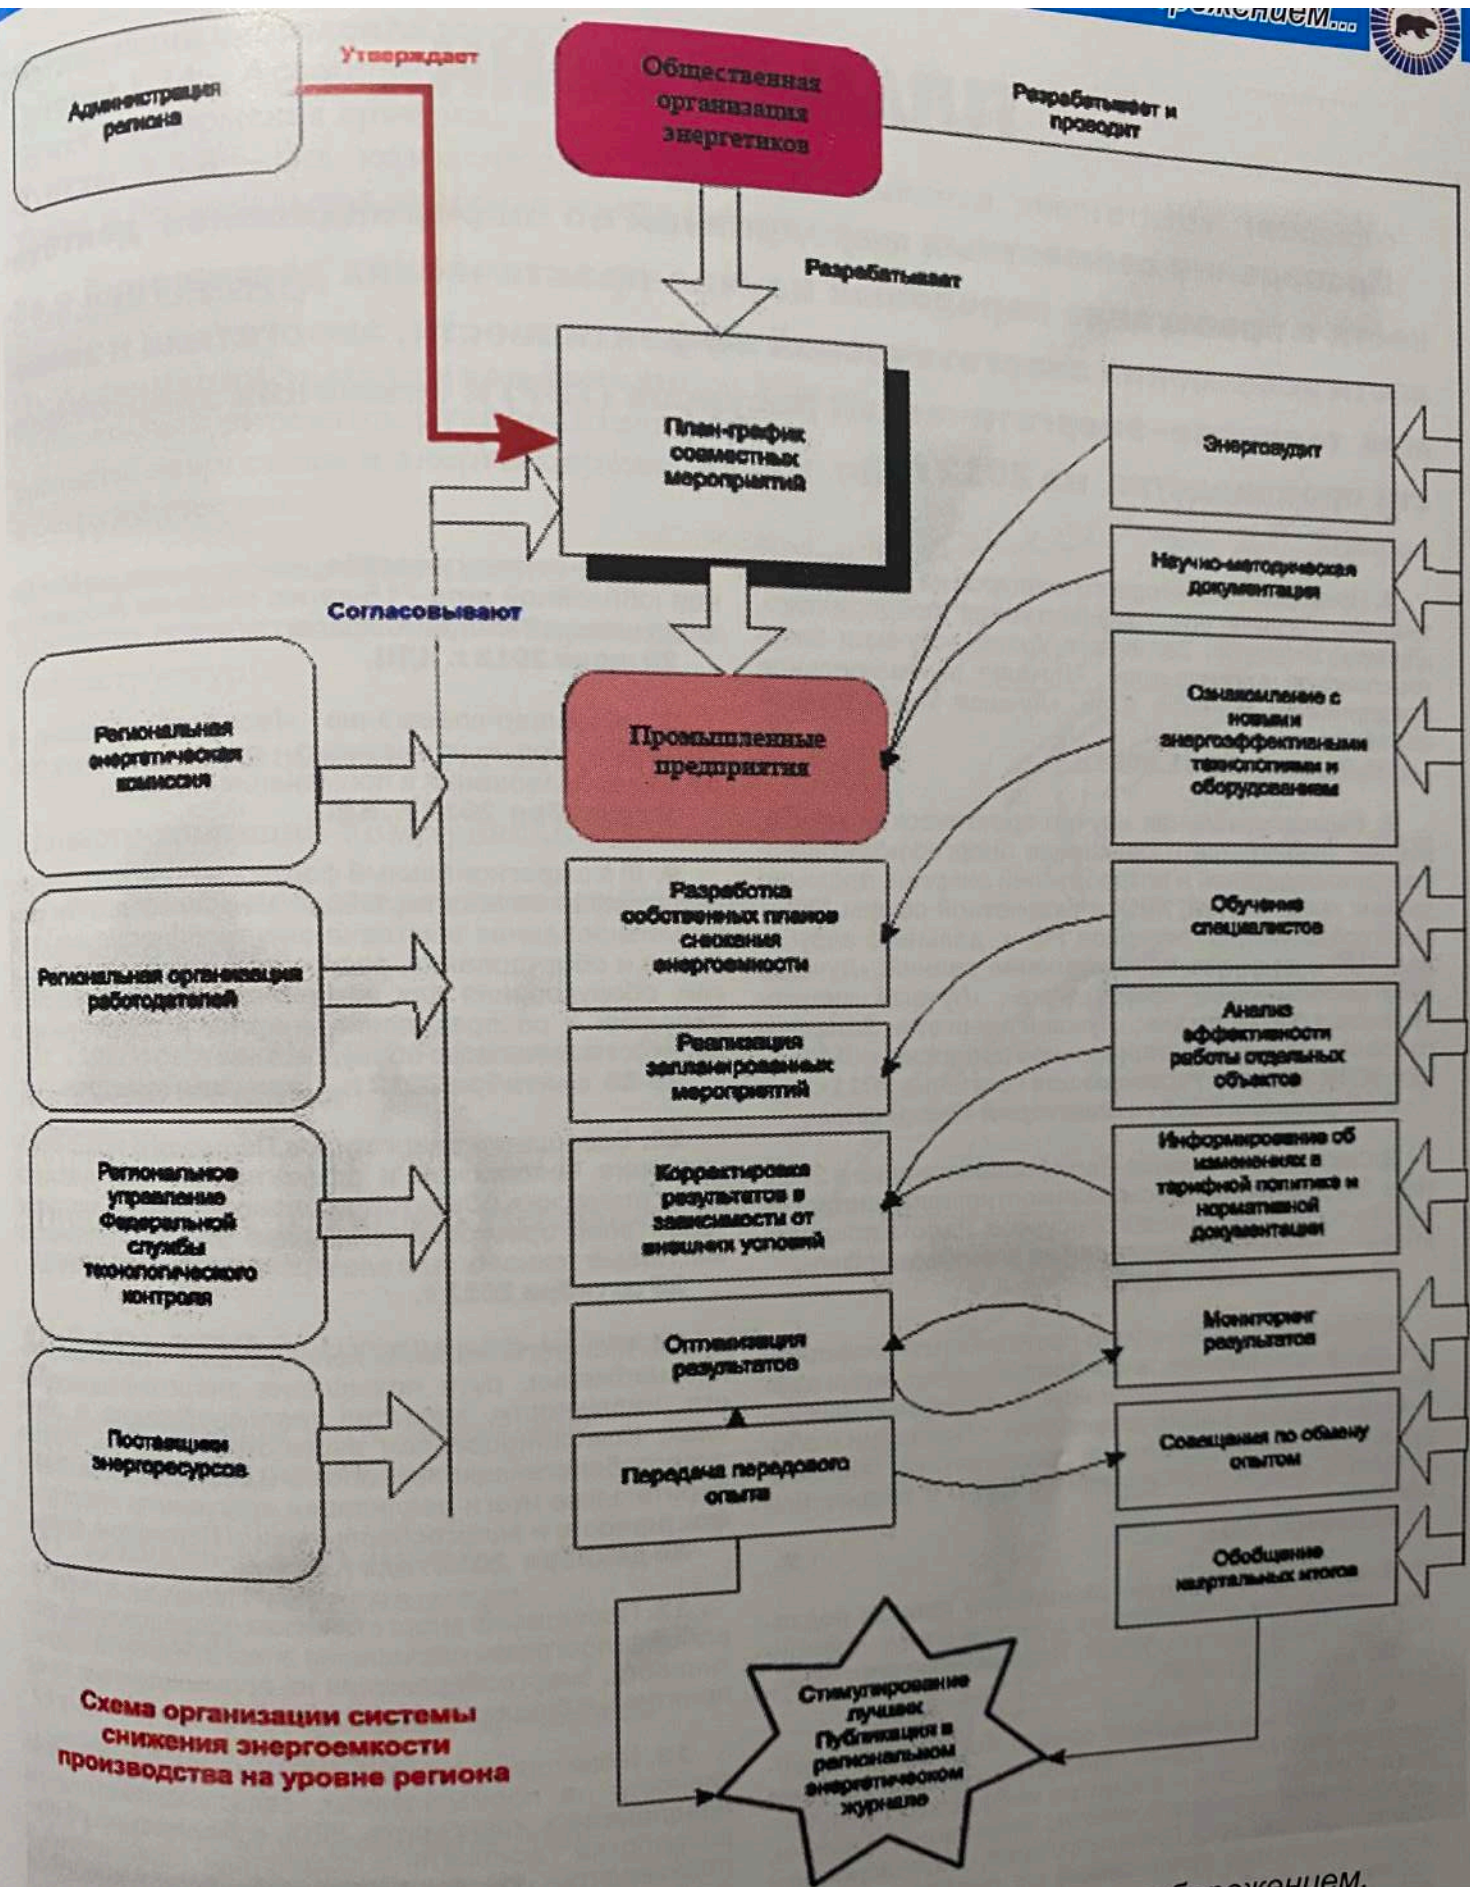 Администрация
региона
Утверждает
Общественная
организация
энергетиков
Разрабатывает и
проводит
Разрабатывает
План-график
совместных
мероприятий
Согласовывают
Региональная
энергетическая
комиссия
Региональная организация
работодателей
Региональное
управление
Федеральной
службы
технологического
контроля
Поставщики
энергоресурсов
Промышленные
предприятия
Разработка
собственных планов
снижения
энергоемкости
Реализация
запланированных
мероприятий
Корректировка
результатов в
зависимости от
внешних условий
Оптимизация
результатов
Передача передового
опыта
Энергоаудит
Научно-методическая
документация
Ознакомление с
новыми
энергоэффективными
технологиями и
оборудованием
Обучение
специалистов
Анализ
эффективности
работы отдельных
объектов
Информирование об
изменениях в
тарифной политике и
нормативной
документации
Мониторинг
результатов
Совещания по обмену
опытом
Обобщение
квартальных итогов
Стимулирование
лучших
Публикация в
региональном
энергетическом
журнале
Схема организации системы
снижения энергоемкости
производства на уровне региона